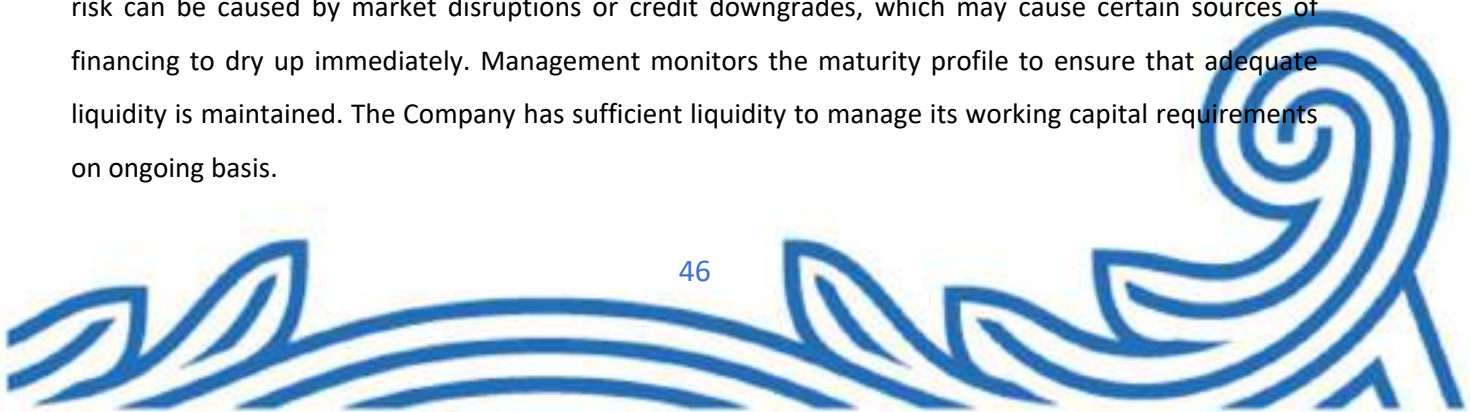 risk can be caused by market disruptions or credit downgrades, which may cause certain sources of
financing to dry up immediately. Management monitors the maturity profile to ensure that adequate
liquidity is maintained. The Company has sufficient liquidity to manage its working capital requirements
on ongoing basis.
46